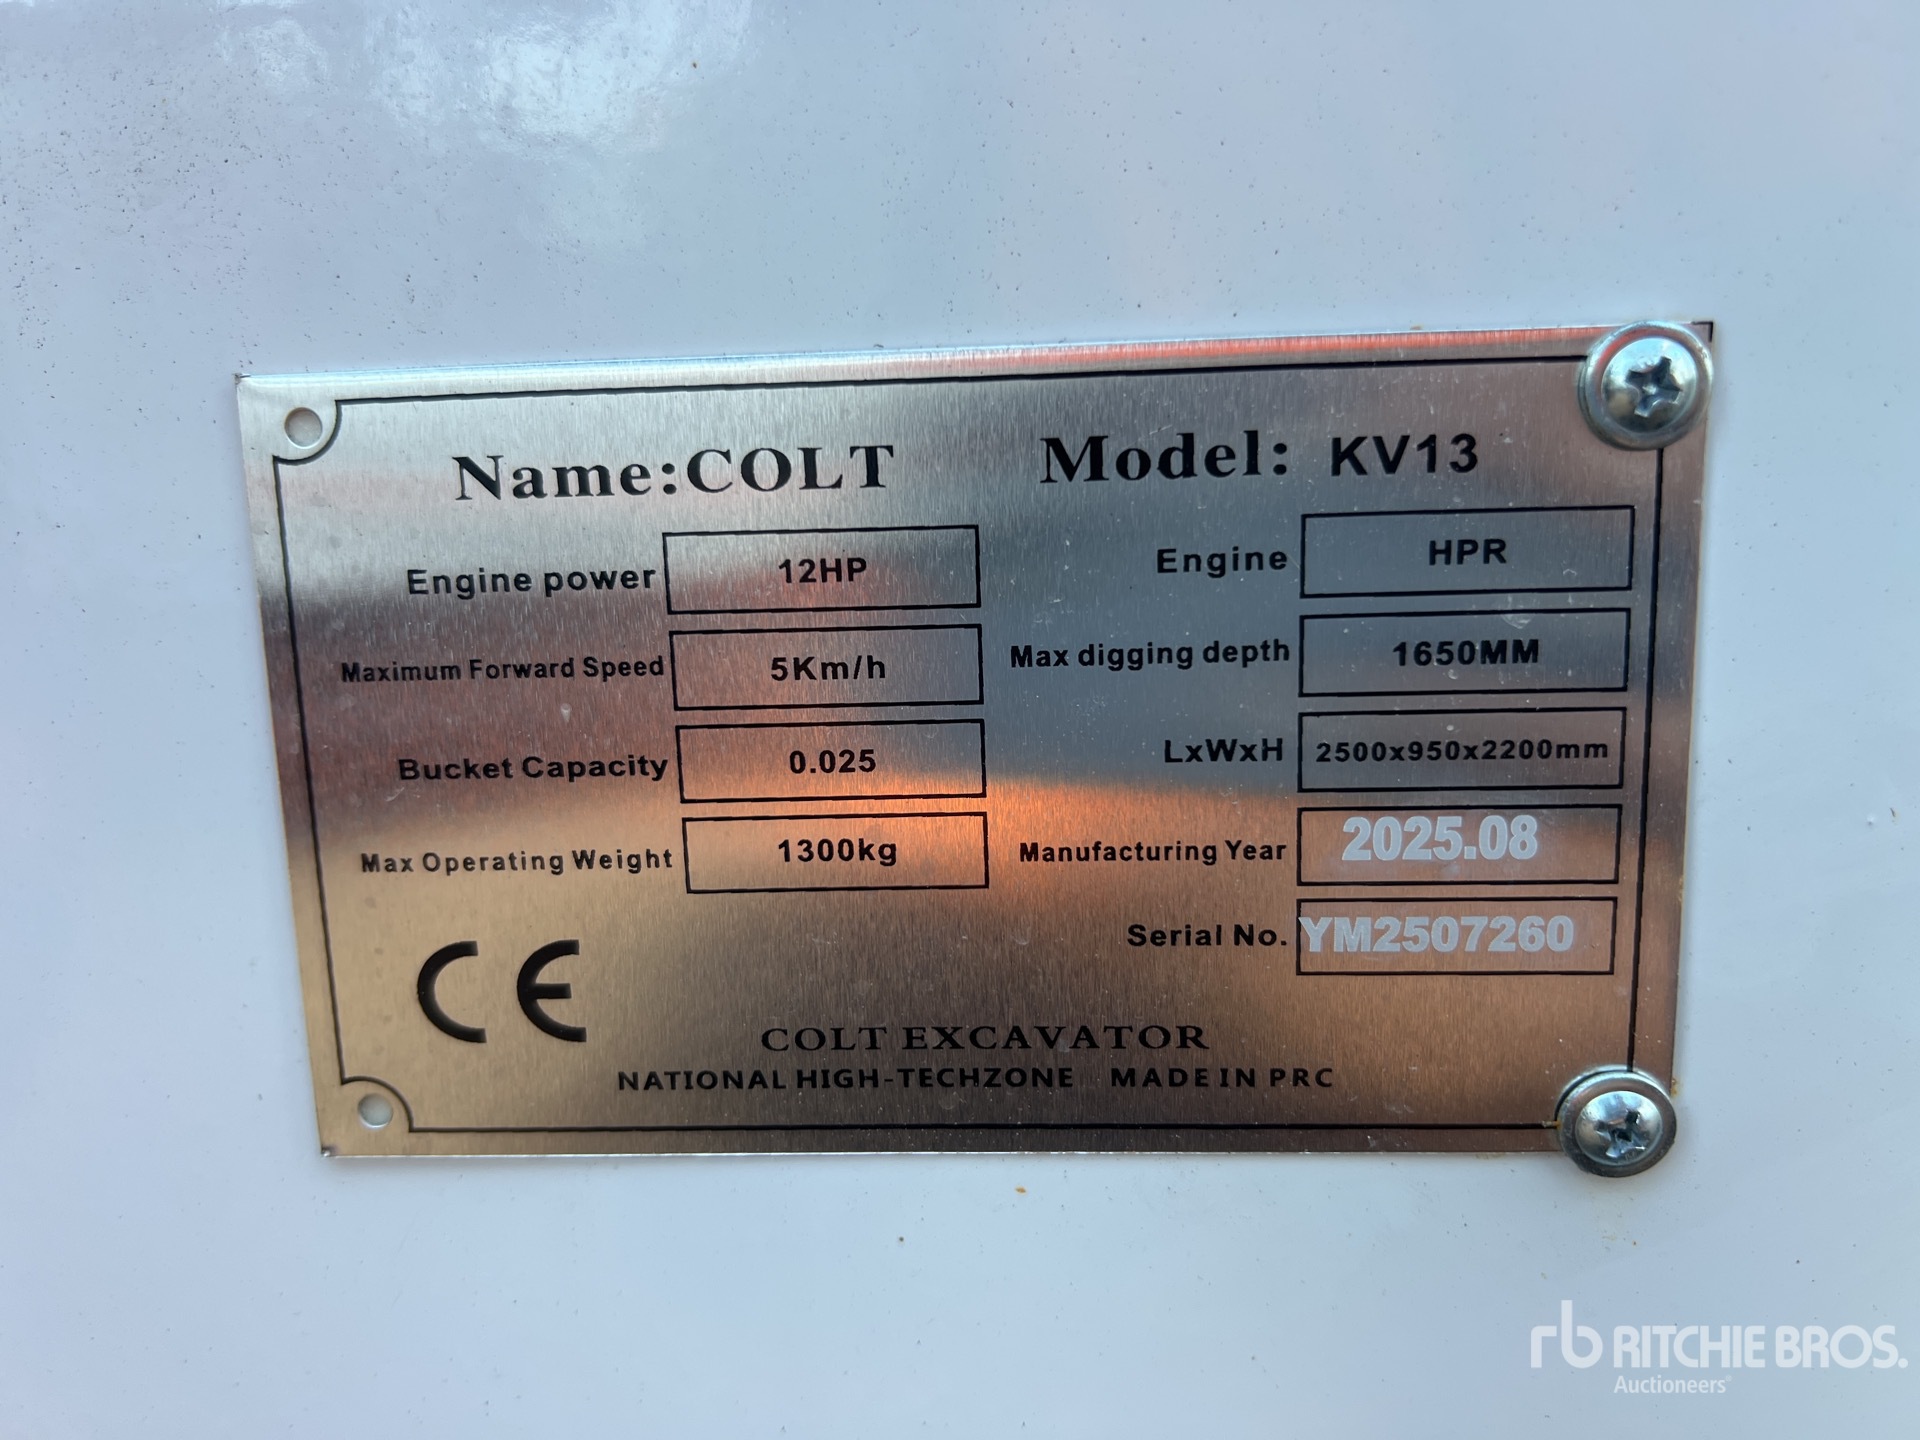 Name:COLT Model: KV13
Engine power 12HP Engine HPR
Maximum Forward Speed 5Km/h Max digging depth 1650MM
Bucket Capacity 0.025 LxWxH 2500x950x2200mm
Max Operating Weight 1300kg Manufacturing Year 2025.08
Serial No. YM2507260
CE
COLT EXCAVATOR
NATIONAL HIGH-TECHZONE MADE IN PRC
rb RITCHIE BROS.
Auctioneers